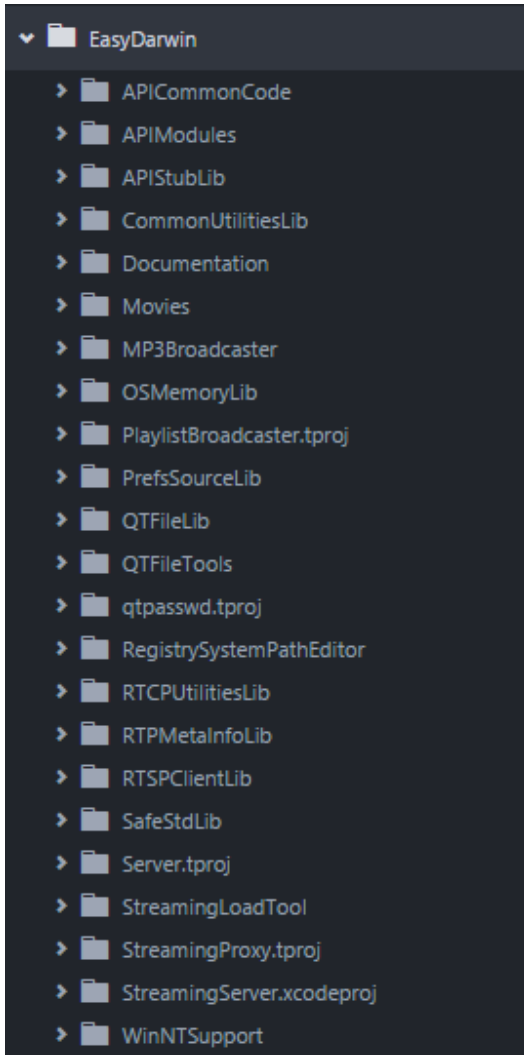 EasyDarwin
APICommonCode
APIModules
APIStubLib
CommonUtilitiesLib
Documentation
Movies
MP3Broadcaster
OSMemoryLib
PlaylistBroadcaster.tproj
PrefsSourceLib
QTFileLib
QTFileTools
qtpasswd.tproj
RegistrySystemPathEditor
RTCPUtilitiesLib
RTPMetaInfoLib
RTSPClientLib
SafeStdLib
Server.tproj
StreamingLoadTool
StreamingProxy.tproj
StreamingServer.xcodeproj
WinNTSupport